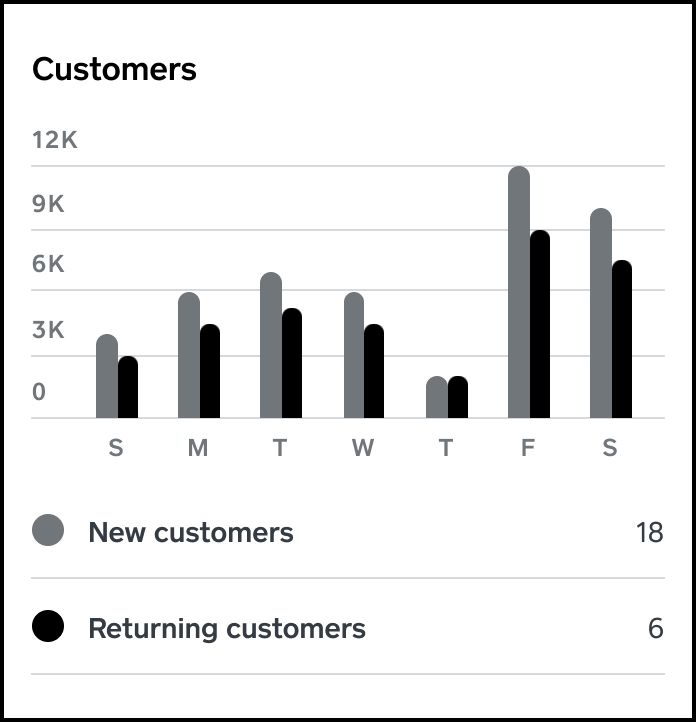 Customers
12K
9K
6K
3K
0
S M T W T F S
New customers 18
Returning customers 6